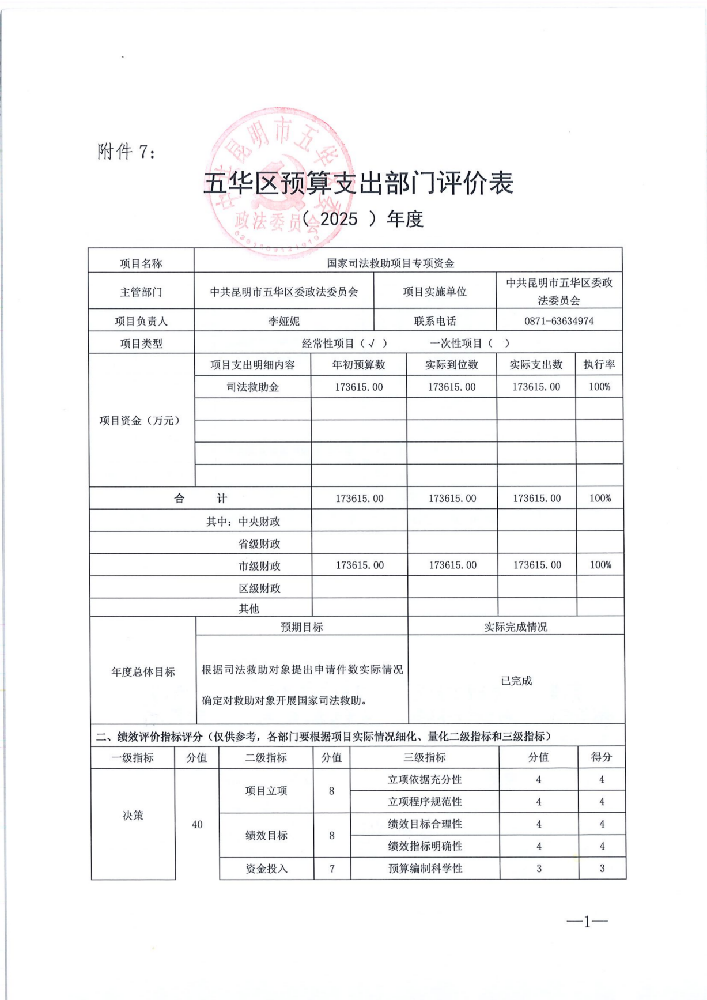 附件 7：
中共昆明市五华区委
政法委员会
五华区预算支出部门评价表
（ 2025 ）年度
项目名称 国家司法救助项目专项资金
主管部门 中共昆明市五华区委政法委员会 项目实施单位 中共昆明市五华区委政
法委员会
项目负责人 李娅妮 联系电话 0871-63634974
项目类型 经常性项目（√ ） 一次性项目（ ）
项目资金（万元） 项目支出明细内容 年初预算数 实际到位数 实际支出数 执行率
司法救助金 173615.00 173615.00 173615.00 100%
合 计 173615.00 173615.00 173615.00 100%
其中：中央财政
省级财政
市级财政 173615.00 173615.00 173615.00 100%
区级财政
其他
年度总体目标 预期目标 实际完成情况
根据司法救助对象提出申请件数实际情况
确定对救助对象开展国家司法救助。
已完成
二、绩效评价指标评分（仅供参考，各部门要根据项目实际情况细化、量化二级指标和三级指标）
一级指标 分值 二级指标 分值 三级指标 分值 得分
决策 40 项目立项 8 立项依据充分性 4 4
立项程序规范性 4 4
绩效目标 8 绩效目标合理性 4 4
绩效指标明确性 4 4
资金投入 7 预算编制科学性 3 3
—1—